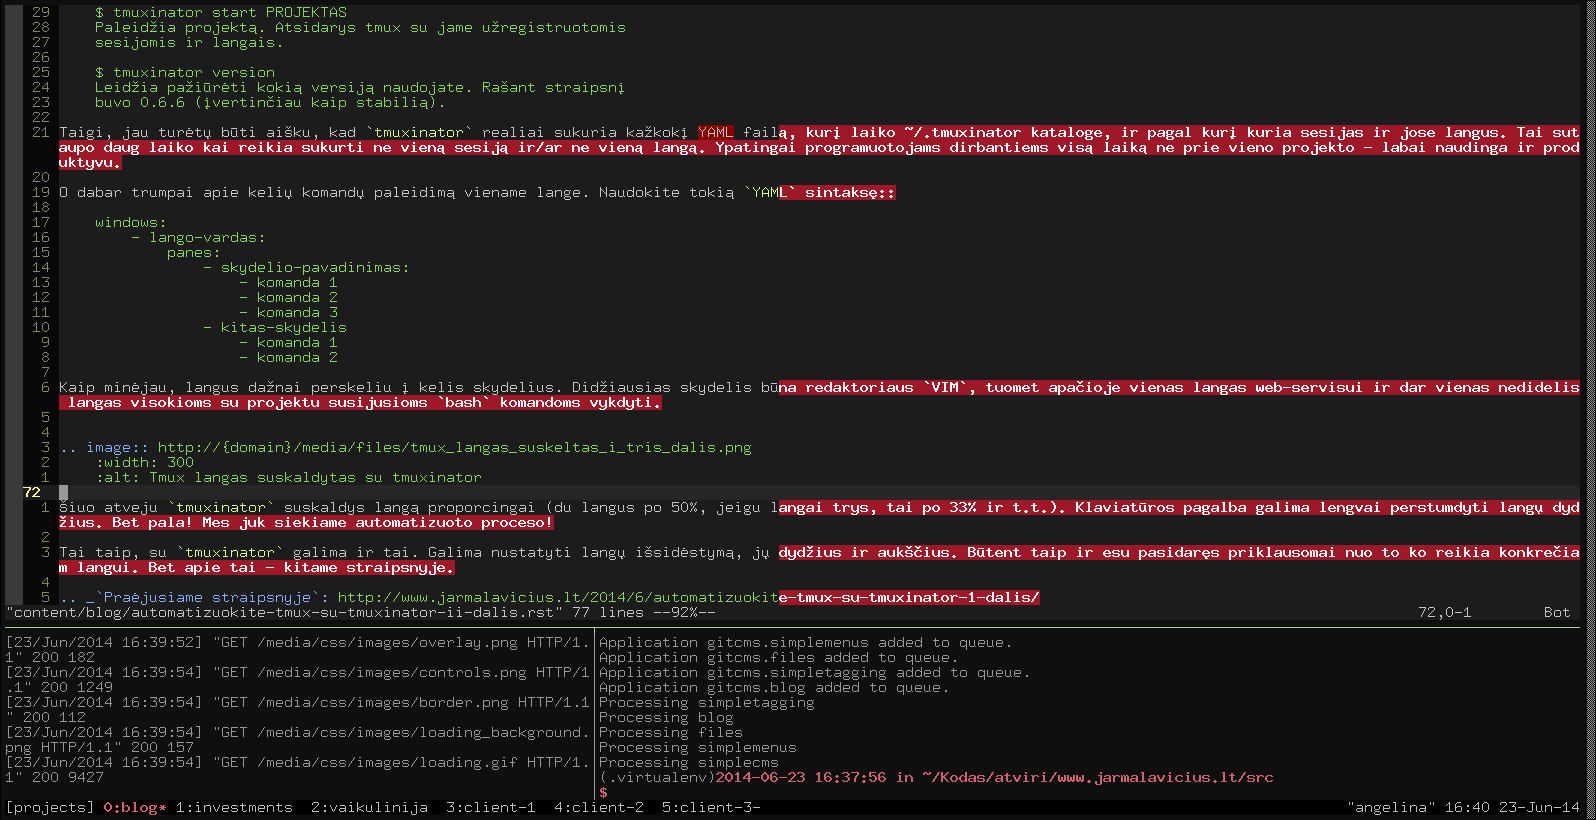 29 $ tmuxinator start PROJEKTAS
28 Paleidžia projektą. Atsidarys tmux su jame užregistruotomis
27 sesijomis ir langais.
26
25 $ tmuxinator version
24 Leidžia pažiūrėti kokią versiją naudojate. Rašant straipsnį
23 buvo 0.6.6 (įvertinčiau kaip stabilią).
22
21 Taigi, jau turėtų būti aišku, kad `tmuxinator` realiai sukuria kažkokį YAML failą, kurį laiko ~/.tmuxinator kataloge, ir pagal kurį kuria sesijas ir jose langus. Tai sut
aupo daug laiko kai reikia sukurti ne vieną sesiją ir/ar ne vieną langą. Ypatingai programuotojams dirbantiems visą laiką ne prie vieno projekto – labai naudinga ir prod
uktyvu.
20
19 O dabar trumpai apie kelių komandų paleidimą viename lange. Naudokite tokią `YAML` sintaksę::
18
17 windows:
16 - lango-vardas:
15 panes:
14 - skydelio-pavadinimas:
13 - komanda 1
12 - komanda 2
11 - komanda 3
10 - kitas-skydelis
9 - komanda 1
8 - komanda 2
7
6 Kaip minėjau, langus dažnai perskeliu į kelis skydelius. Didžiausias skydelis būna redaktoriaus `VIM`, tuomet apačioje vienas langas web-servisui ir dar vienas nedidelis
langas visokioms su projektu susijusioms `bash` komandoms vykdyti.
5
4
3 .. image:: http://{domain}/media/files/tmux_langas_suskeltas_i_tris_dalis.png
2 :width: 300
1 :alt: Tmux langas suskaldytas su tmuxinator
72
1 Šiuo atveju `tmuxinator` suskaldys langą proporcingai (du langus po 50%, jeigu langai trys, tai po 33% ir t.t.). Klaviatūros pagalba galima lengvai perstumdyti langų dyd
žius. Bet pala! Mes juk siekiame automatizuoto proceso!
2
3 Tai taip, su `tmuxinator` galima ir tai. Galima nustatyti langų išsidėstymą, jų dydžius ir aukščius. Būtent taip ir esu pasidaręs priklausomai nuo to ko reikia konkrečia
m langui. Bet apie tai – kitame straipsnyje.
4
5 .. _`Praėjusiame straipsnyje`: http://www.jarmalavicius.lt/2014/6/automatizuokite-tmux-su-tmuxinator-1-dalis/
"content/blog/automatizuokite-tmux-su-tmuxinator-ii-dalis.rst" 77 lines --92%-- 72,0-1 Bot
[23/Jun/2014 16:39:52] "GET /media/css/images/overlay.png HTTP/1.
1" 200 182
[23/Jun/2014 16:39:54] "GET /media/css/images/controls.png HTTP/1
.1" 200 1249
[23/Jun/2014 16:39:54] "GET /media/css/images/border.png HTTP/1.1
" 200 112
[23/Jun/2014 16:39:54] "GET /media/css/images/loading_background.
png HTTP/1.1" 200 157
[23/Jun/2014 16:39:54] "GET /media/css/images/loading.gif HTTP/1.
1" 200 9427
Application gitcms.simplemenus added to queue.
Application gitcms.files added to queue.
Application gitcms.simpletagging added to queue.
Application gitcms.blog added to queue.
Processing simpletagging
Processing blog
Processing files
Processing simplemenus
Processing simplecms
(.virtualenv)2014-06-23 16:37:56 in ~/Kodas/atviri/www.jarmalavicius.lt/src
$
[projects] 0:blog* 1:investments 2:vaikulinija 3:client-1 4:client-2 5:client-3- "angelina" 16:40 23-Jun-14